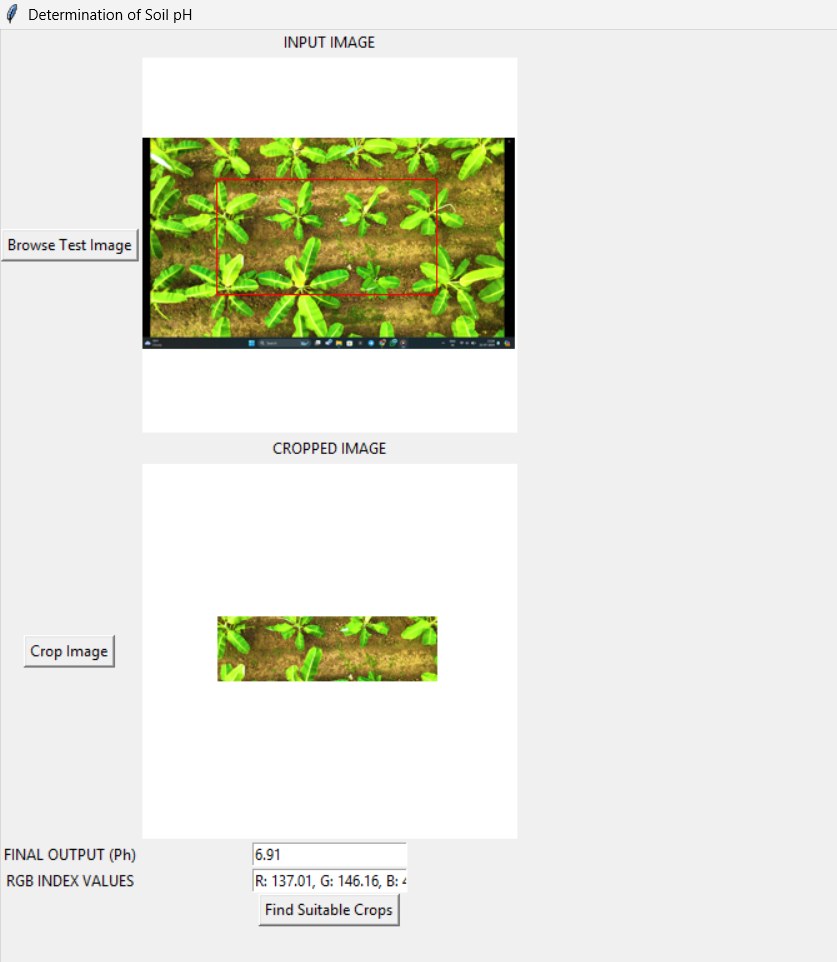 Determination of Soil pH
INPUT IMAGE
Browse Test Image
Search
CROPPED IMAGE
Crop Image
FINAL OUTPUT (Ph)
6.91
RGB INDEX VALUES
R: 137.01, G: 146.16, B: 4
Find Suitable Crops